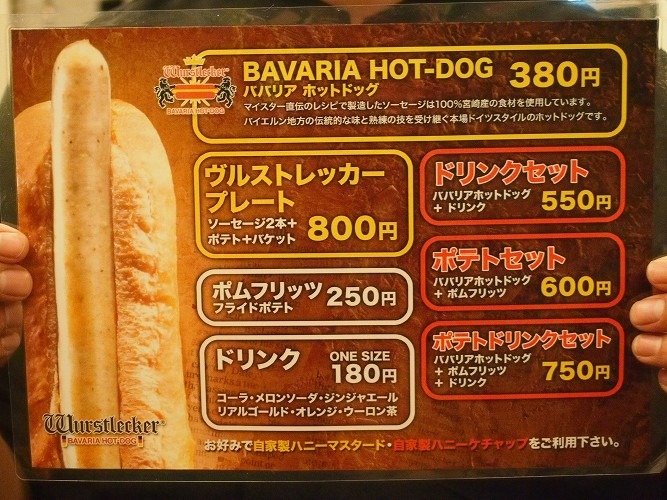 Wurstlecker
BAVARIA HOT-DOG
BAVARIA HOT-DOG 380円
ババリア ホットドッグ
マイスター直伝のレシピで製造したソーセージは100%宮崎産の食材を使用しています。
バイエルン地方の伝統的な味と熟練の技を受け継ぐ本場ドイツスタイルのホットドッグです。
ヴルストレッカー
プレート
ソーセージ2本+
ポテト+バケット
800円
ポムフリッツ
フライドポテト
250円
ドリンク
ONE SIZE
180円
コーラ・メロンソーダ・ジンジャエール
リアルゴールド・オレンジ・ウーロン茶
ドリンクセット
ババリアホットドッグ
+ ドリンク
550円
ポテトセット
ババリアホットドッグ
+ ポムフリッツ
600円
ポテトドリンクセット
ババリアホットドッグ
+ ポムフリッツ
+ ドリンク
750円
Wurstlecker
BAVARIA HOT-DOG
お好みで自家製ハニーマスタード・自家製ハニーケチャップをご利用下さい。